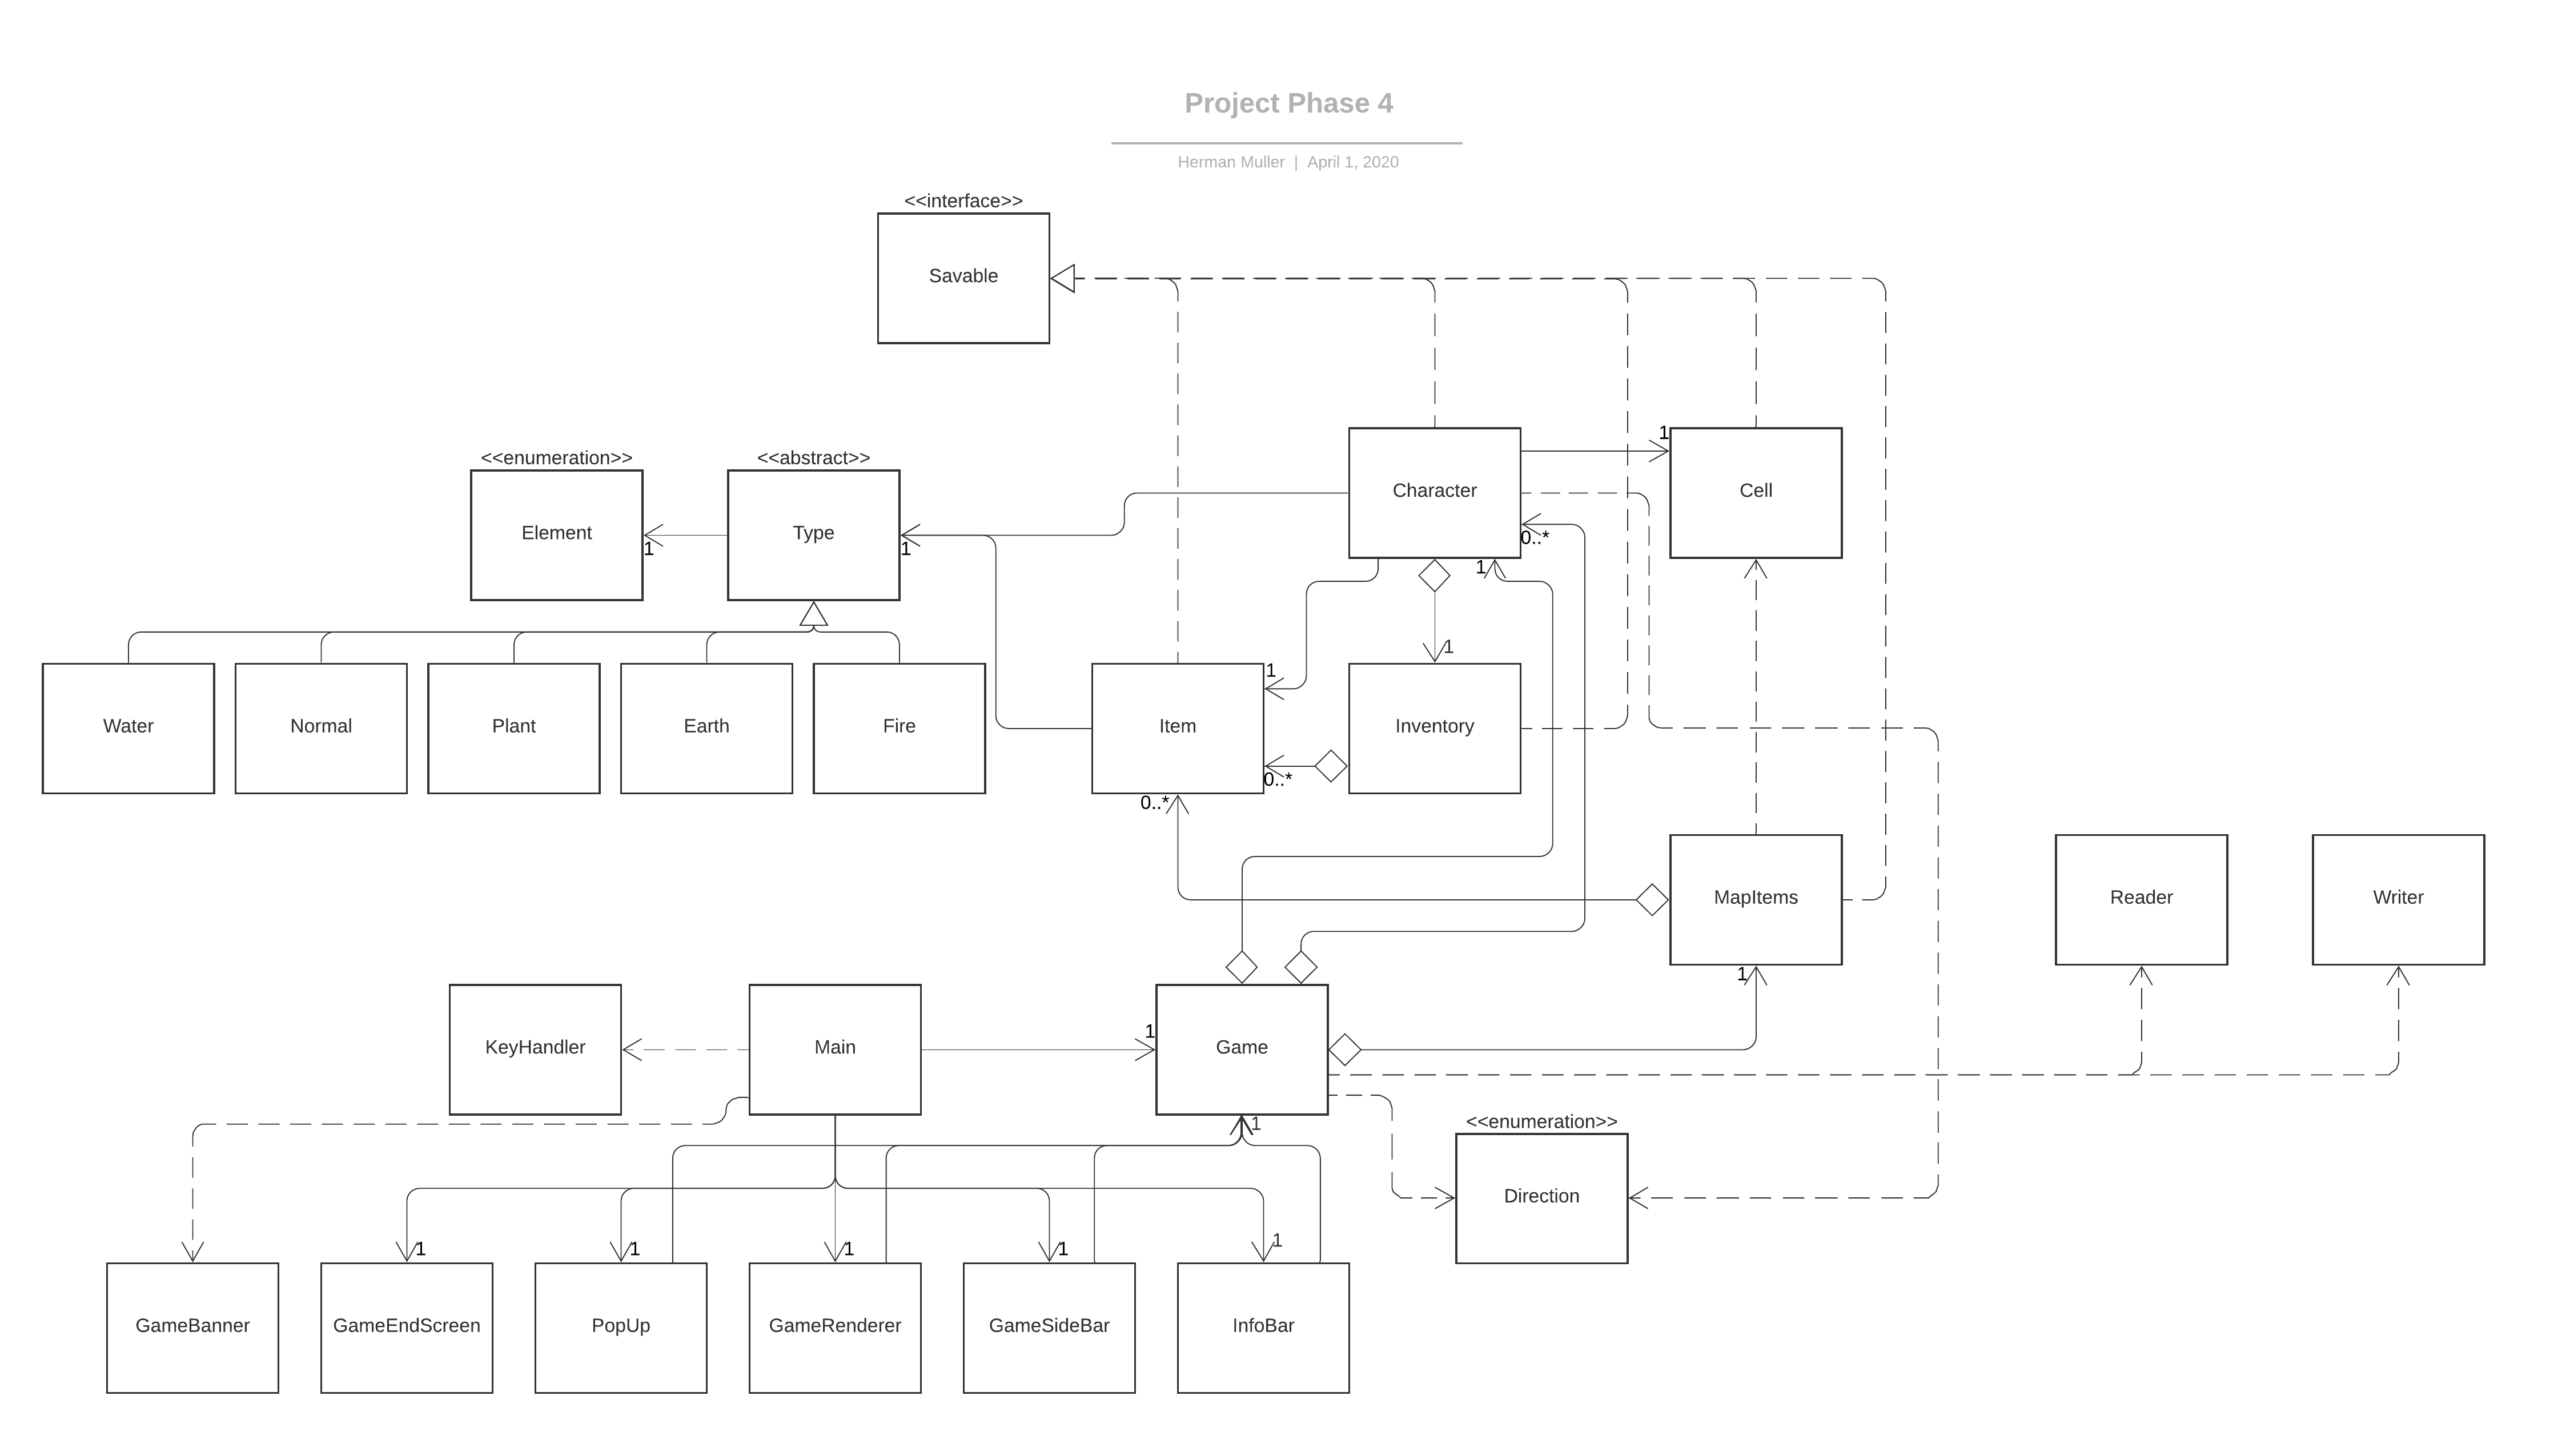 Project Phase 4
Herman Muller | April 1, 2020
<<interface>>
Savable
<<enumeration>>
Element
1
<<abstract>>
Type
1
Character
0..*
1
1
Cell
Water
Normal
Plant
Earth
Fire
Item
1
0..*
0..*
1
Inventory
MapItems
1
Reader
Writer
KeyHandler
Main
1
Game
1
<<enumeration>>
Direction
1
1
1
1
1
GameBanner
GameEndScreen
PopUp
GameRenderer
GameSideBar
InfoBar